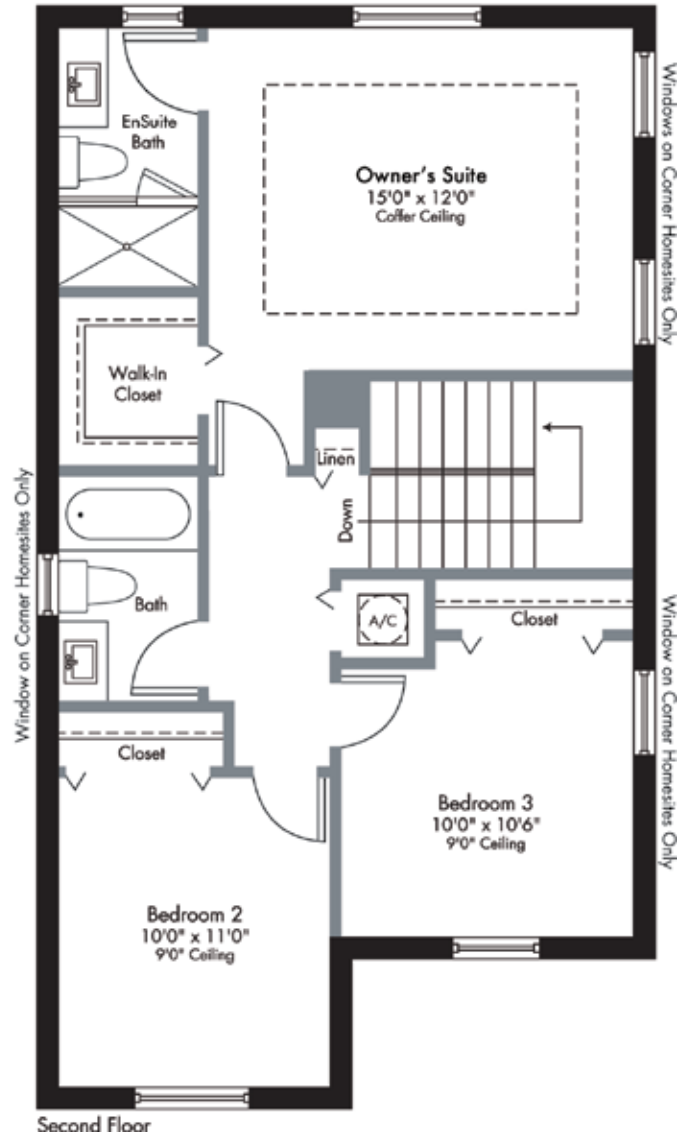 EnSuite
Bath
Owner's Suite
15'0" x 12'0"
Coffer Ceiling
Windows on Corner Homesites Only
Walk-In
Closet
Linen
Down
Window on Corner Homesites Only
Bath
A/C
Closet
Closet
Window on Corner Homesites Only
Bedroom 3
10'0" x 10'6"
9'0" Ceiling
Bedroom 2
10'0" x 11'0"
9'0" Ceiling
Second Floor